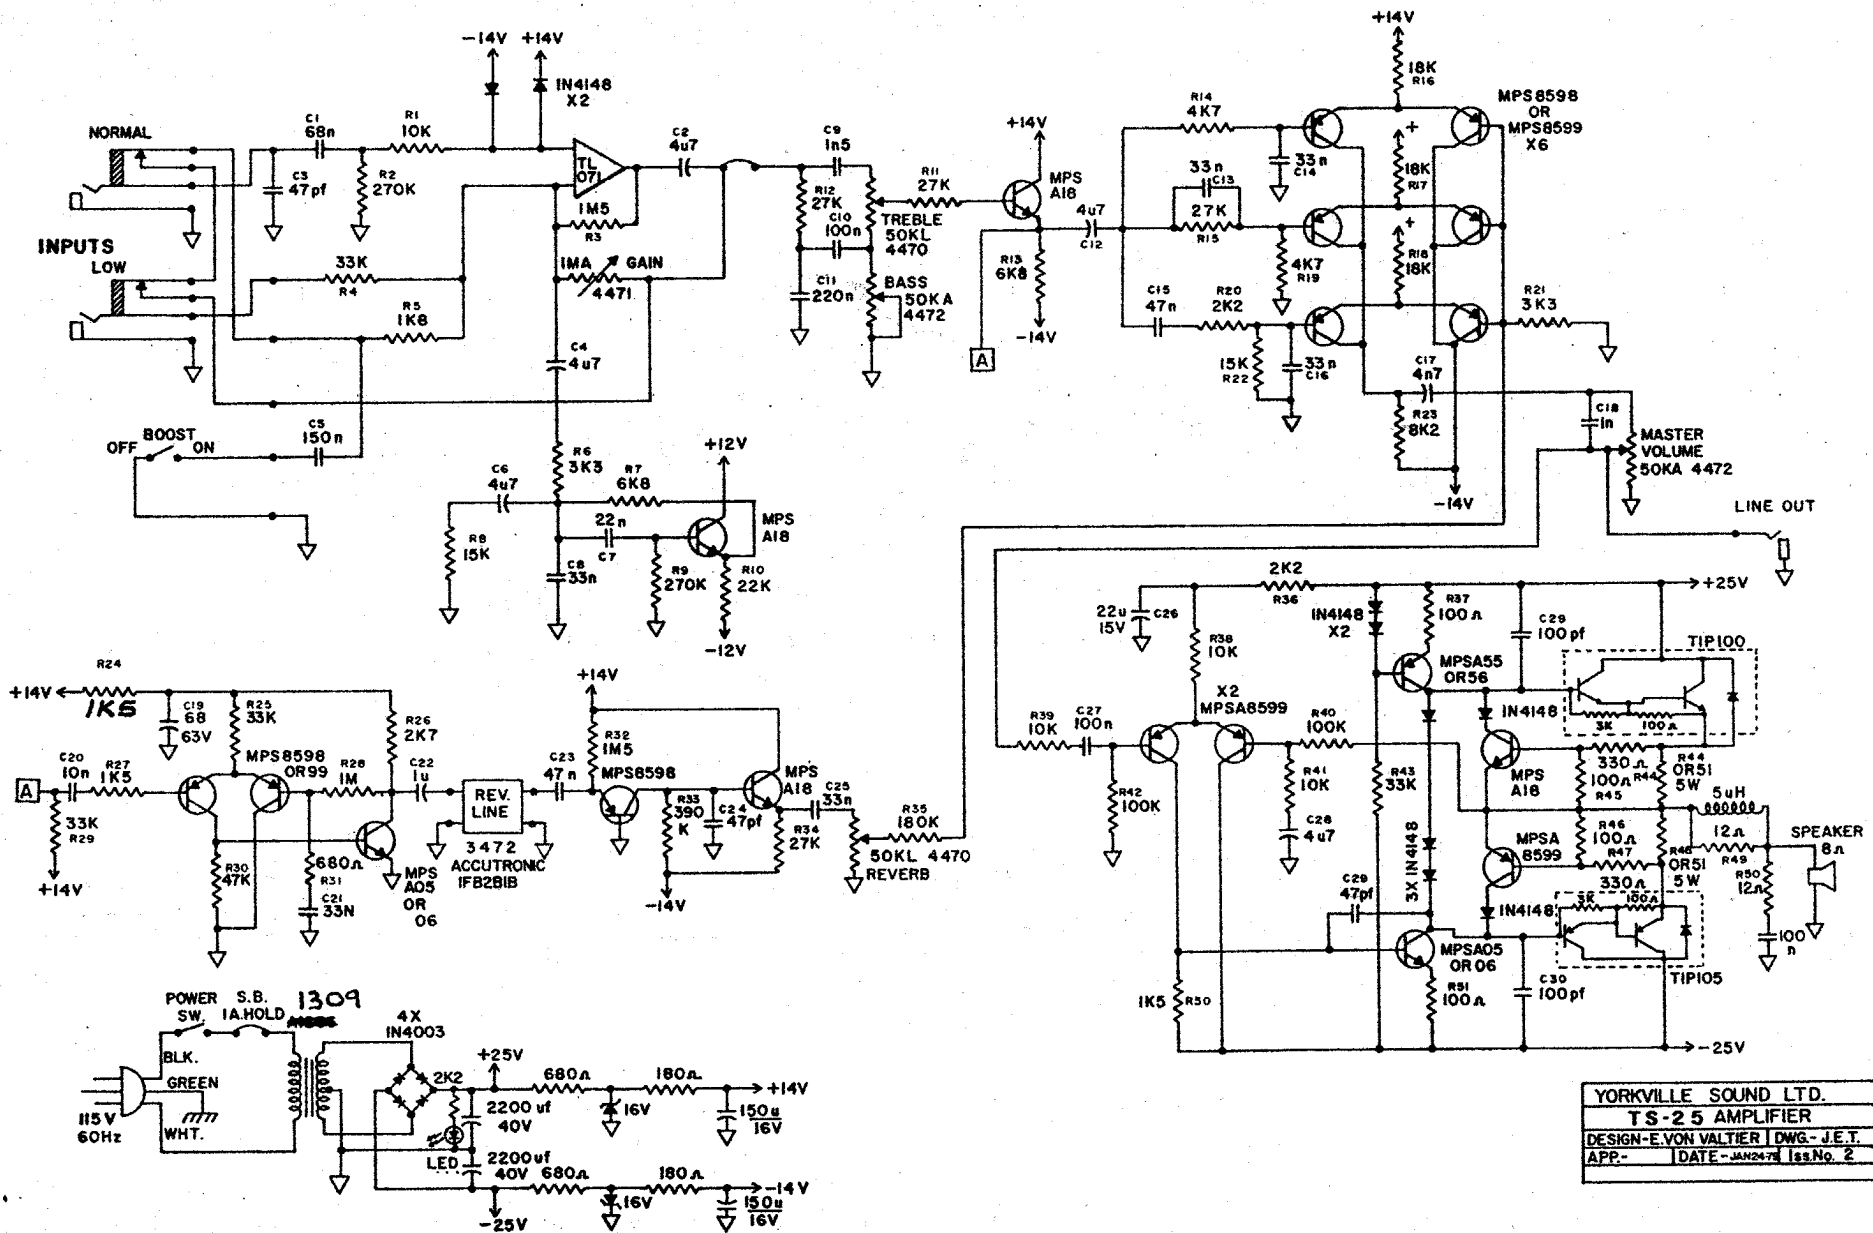 -14V +14V
IN4148
X2
NORMAL
C1
68n
R1
10K
C3
47pf
R2
270K
TL
071
C2
4u7
1M5
R3
1MA GAIN
4471
INPUTS
LOW
33K
R4
R5
1K8
C4
4u7
OFF BOOST ON
C5
150n
C9
1n5
R12
27K
C10
100n
TREBLE
50KL
4470
C11
220n
BASS
50KA
4472
R11
27K
+14V
MPS
A18
R13
6K8
-14V
A
4u7
C12
R14
4K7
33n
C14
33n
C13
27K
R15
4K7
R19
C15
47n
R20
2K2
15K
R22
33n
C16
+14V
18K
R16
MPS8598
OR
MPS8599
X6
+
18K
R17
+
R18
18K
R21
3K3
C17
4n7
R23
8K2
-14V
C18
1n
MASTER
VOLUME
50KA 4472
LINE OUT
R6
3K3
C6
4u7
R7
6K8
+12V
MPS
A18
R8
15K
22n
C7
C8
33n
R9
270K
R10
22K
-12V
R24
+14V
1K5
C19
68
63V
R25
33K
R26
2K7
A
C20
10n
R27
1K5
MPS8598
OR99
R28
1M
C22
1u
33K
R29
+14V
R30
47K
680Ω
R31
C21
33N
MPS
A05
OR
06
REV.
LINE
3472
ACCUTRONIC
1FB2B1B
+14V
C23
47n
R32
1M5
MPS8598
MPS
A18
C25
33n
R33
390
K
C24
47pf
R34
27K
-14V
R35
180K
50KL 4470
REVERB
2K2
R36
+25V
22u
15V
C26
R38
10K
X2
MPSA8599
IN4148
X2
R37
100Ω
MPSA55
OR56
C29
100pf
TIP100
3K
100Ω
IN4148
R39
10K
C27
100n
R42
100K
R40
100K
R41
10K
C28
4u7
R43
33K
3X IN4148
MPS
A18
330Ω
R44
100Ω
R45
R44
OR51
5W
5uH
12Ω
R49
SPEAKER
8Ω
MPSA
8599
R46
100Ω
R47
330Ω
R48
OR51
5W
R50
12Ω
100
n
IN4148
3K
100Ω
TIP105
C29
47pf
MPSA05
OR06
R51
100Ω
C30
100pf
1K5
R50
-25V
POWER
SW.
S.B.
1A.HOLD
1309
4X
IN4003
BLK.
GREEN
WHT.
115V
60Hz
2K2
+25V
680Ω
180Ω
+14V
2200uf
40V
16V
150u
16V
LED
2200uf
40V
680Ω
180Ω
-14V
16V
150u
16V
-25V
YORKVILLE SOUND LTD.
TS-25 AMPLIFIER
DESIGN-E.VON VALTIER DWG.- J.E.T.
APP.- DATE- Iss.No. 2